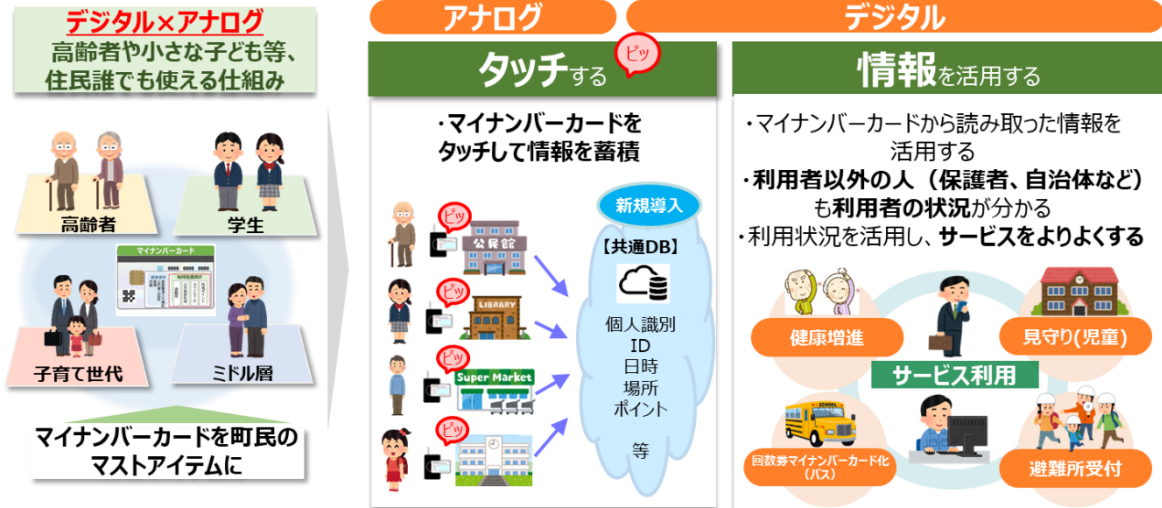 デジタル×アナログ
高齢者や小さな子ども等、
住民誰でも使える仕組み
高齢者
学生
マイナンバーカード
子育て世代
ミドル層
マイナンバーカードを町民の
マストアイテムに
アナログ
デジタル
タッチする
ピッ
・マイナンバーカードを
タッチして情報を蓄積
ピッ
公民館
ピッ
LIBRARY
ピッ
Super Market
ピッ
新規導入
【共通DB】
個人識別
ID
日時
場所
ポイント
等
情報を活用する
・マイナンバーカードから読み取った情報を
活用する
・利用者以外の人（保護者、自治体など）
も利用者の状況が分かる
・利用状況を活用し、サービスをよりよくする
健康増進
見守り(児童)
サービス利用
SCHOOL
回数券マイナンバーカード化
(バス)
避難所受付